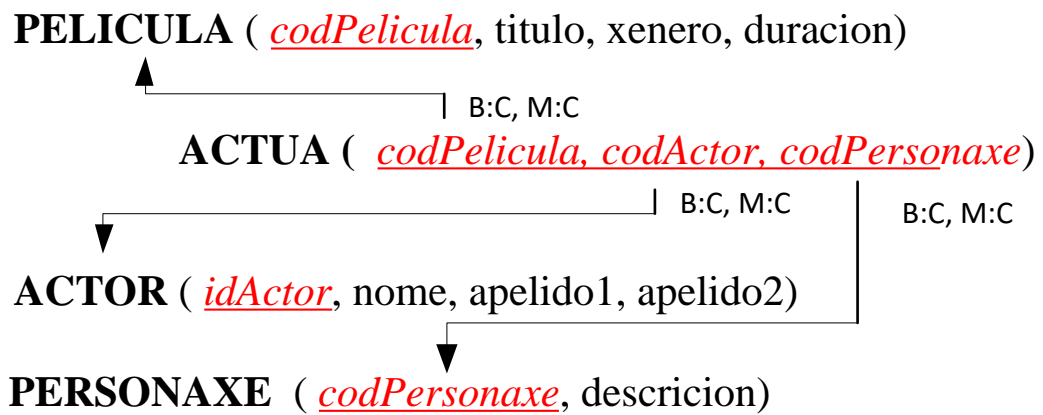 PELICULA ( codPelicula, titulo, xenero, duracion)
B:C, M:C
ACTUA ( codPelicula, codActor, codPersonaxe)
B:C, M:C
B:C, M:C
ACTOR ( idActor, nome, apelido1, apelido2)
PERSONAXE ( codPersonaxe, descricion)